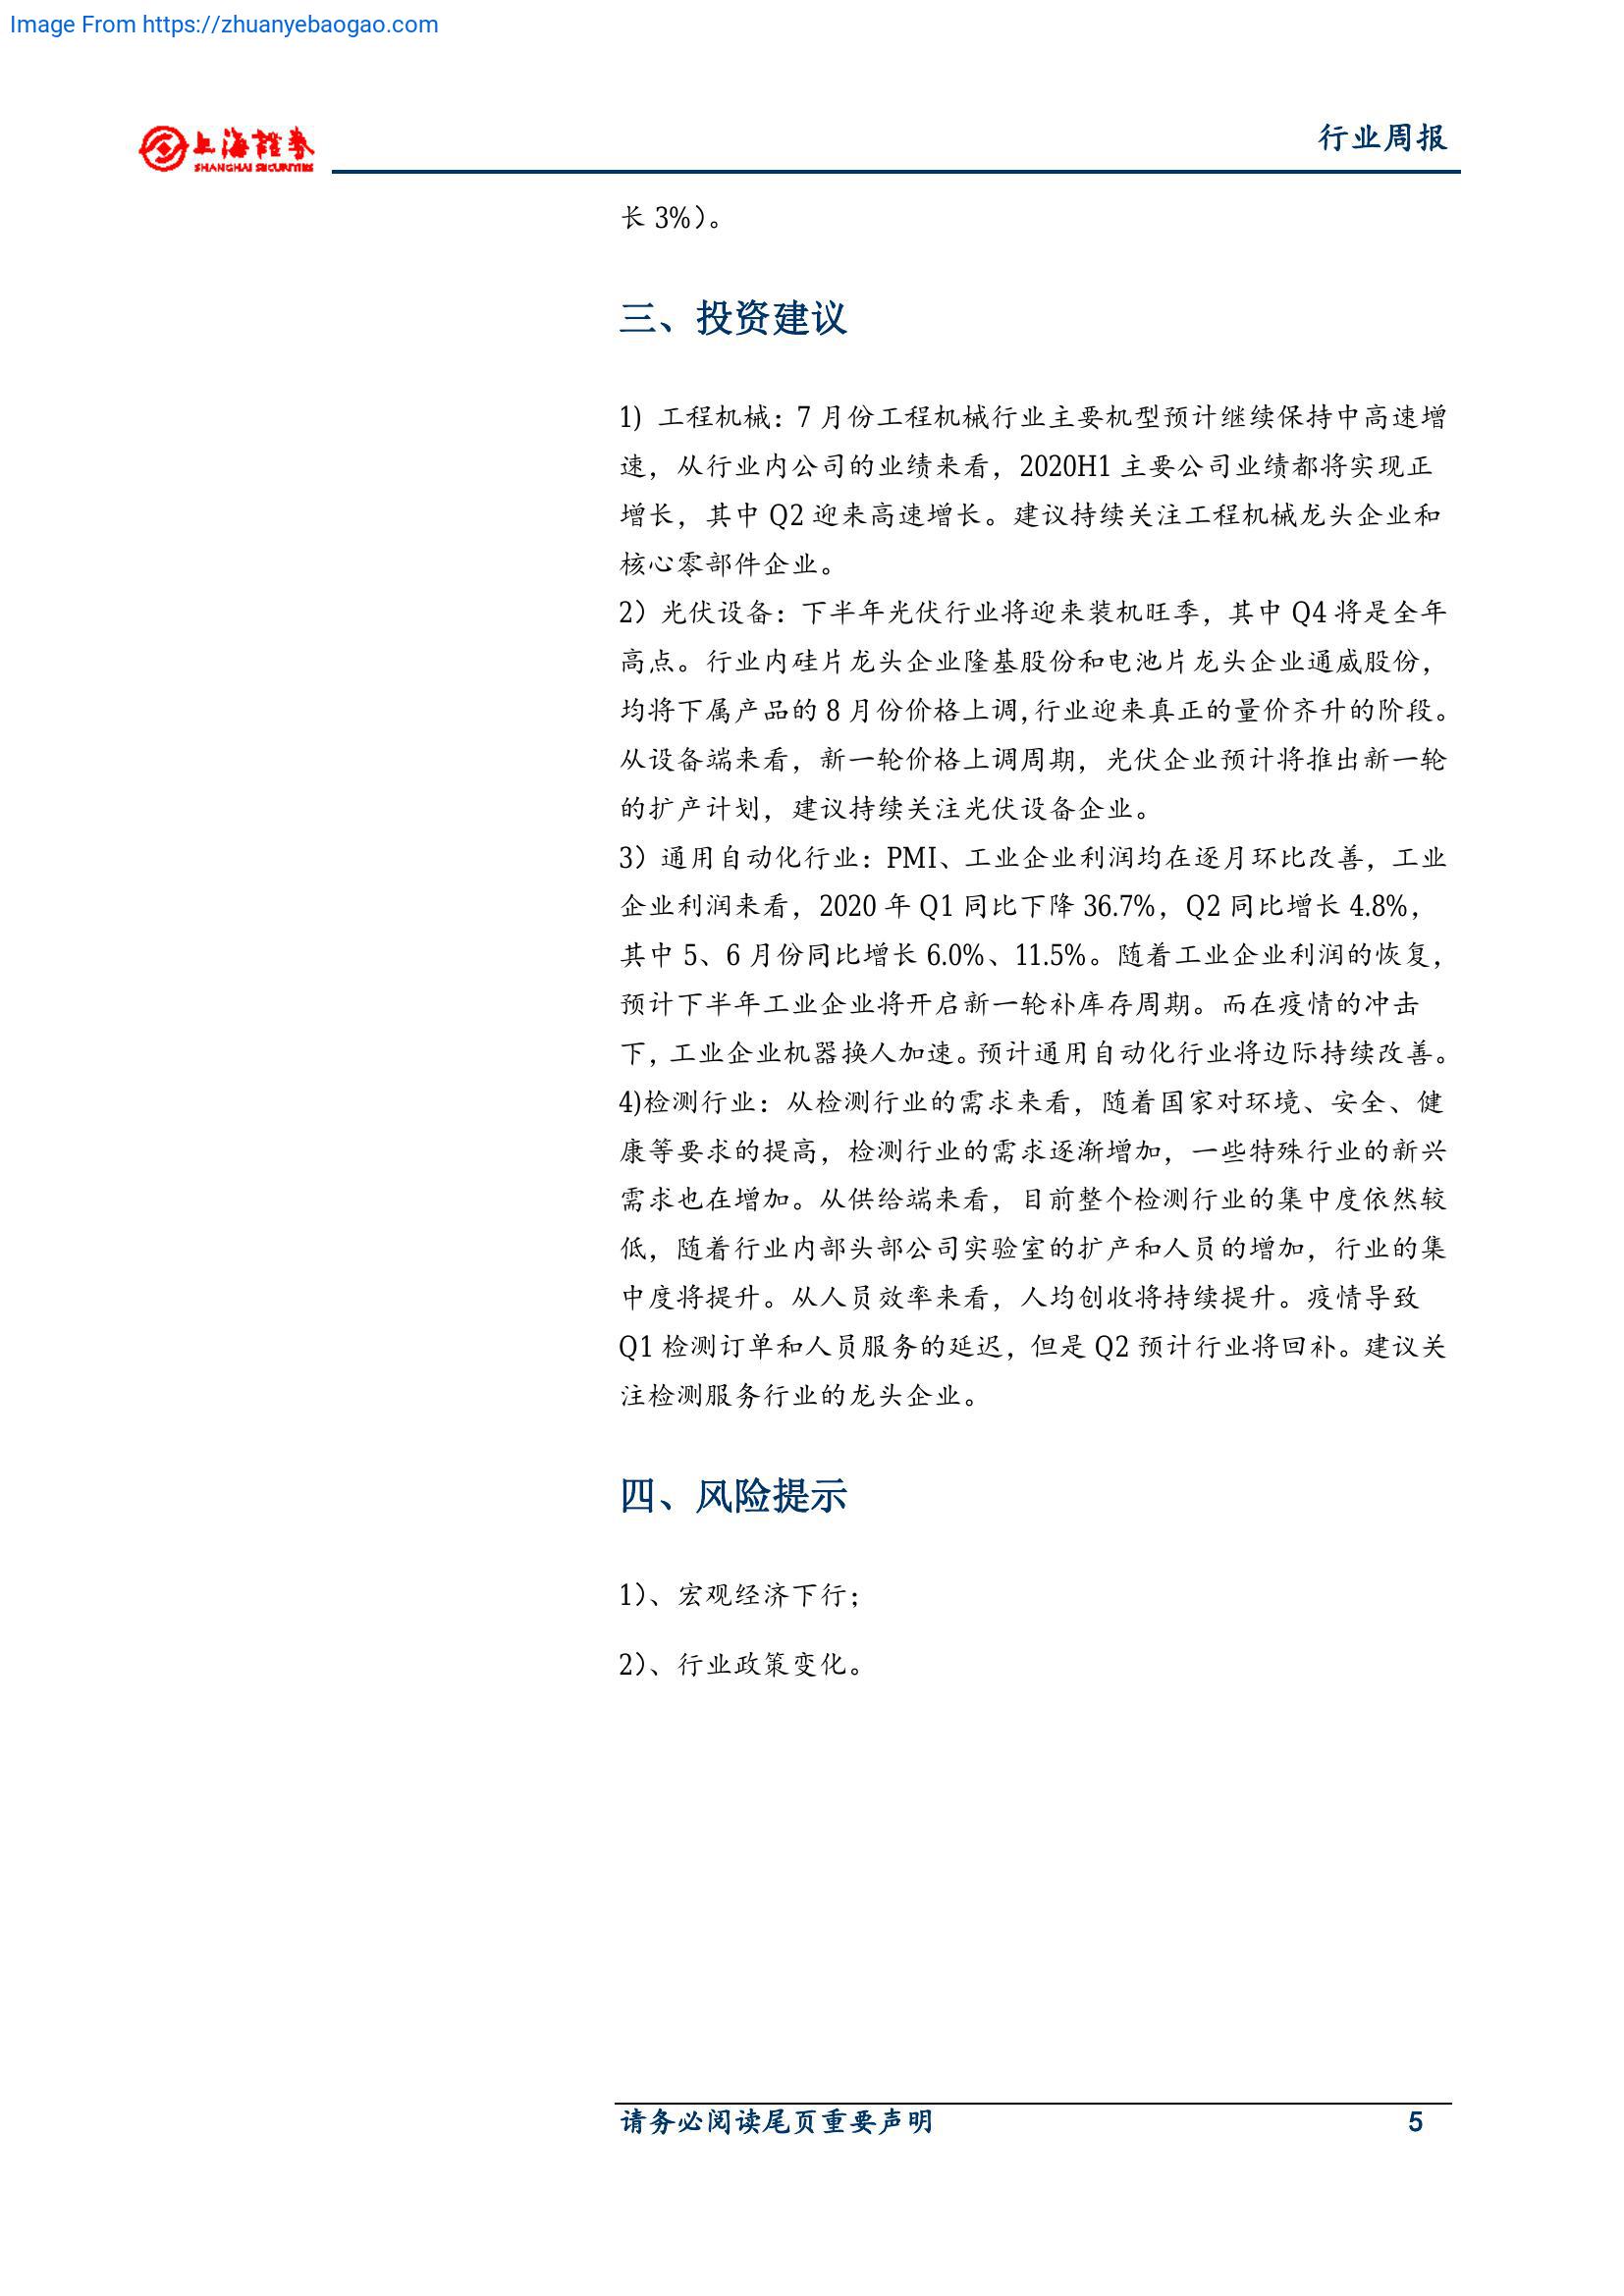 Image From https://zhuanyebaogao.com
上海證券
SHANGHAI SECURITIES
行业周报
长 3%）。
三、投资建议
1) 工程机械：7 月份工程机械行业主要机型预计继续保持中高速增
速，从行业内公司的业绩来看，2020H1 主要公司业绩都将实现正
增长，其中 Q2 迎来高速增长。建议持续关注工程机械龙头企业和
核心零部件企业。
2）光伏设备：下半年光伏行业将迎来装机旺季，其中 Q4 将是全年
高点。行业内硅片龙头企业隆基股份和电池片龙头企业通威股份，
均将下属产品的 8 月份价格上调，行业迎来真正的量价齐升的阶段。
从设备端来看，新一轮价格上调周期，光伏企业预计将推出新一轮
的扩产计划，建议持续关注光伏设备企业。
3）通用自动化行业：PMI、工业企业利润均在逐月环比改善，工业
企业利润来看，2020 年 Q1 同比下降 36.7%，Q2 同比增长 4.8%，
其中 5、6 月份同比增长 6.0%、11.5%。随着工业企业利润的恢复，
预计下半年工业企业将开启新一轮补库存周期。而在疫情的冲击
下，工业企业机器换人加速。预计通用自动化行业将边际持续改善。
4)检测行业：从检测行业的需求来看，随着国家对环境、安全、健
康等要求的提高，检测行业的需求逐渐增加，一些特殊行业的新兴
需求也在增加。从供给端来看，目前整个检测行业的集中度依然较
低，随着行业内部头部公司实验室的扩产和人员的增加，行业的集
中度将提升。从人员效率来看，人均创收将持续提升。疫情导致
Q1 检测订单和人员服务的延迟，但是 Q2 预计行业将回补。建议关
注检测服务行业的龙头企业。
四、风险提示
1）、宏观经济下行；
2）、行业政策变化。
请务必阅读尾页重要声明 5